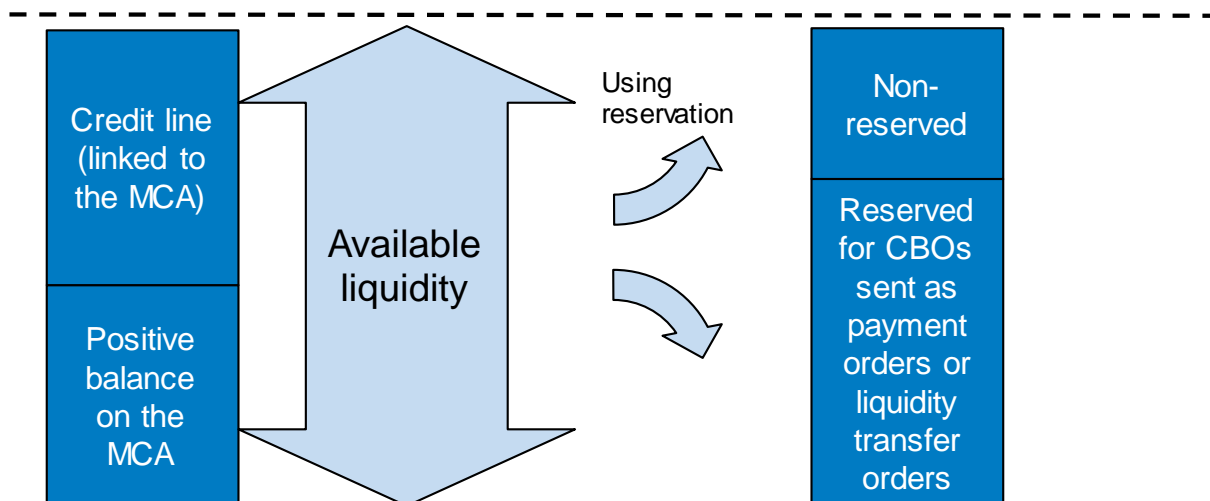 Credit line
(linked to
the MCA)
Positive
balance
on the
MCA
Available
liquidity
Using
reservation
Non-
reserved
Reserved
for CBOs
sent as
payment
orders or
liquidity
transfer
orders